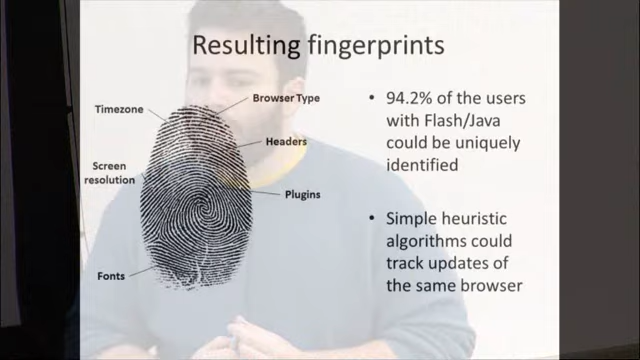 Resulting fingerprints
Browser Type
Timezone
Headers
Screen
resolution
Plugins
Fonts
• 94.2% of the users
with Flash/Java
could be uniquely
identified
• Simple heuristic
algorithms could
track updates of
the same browser